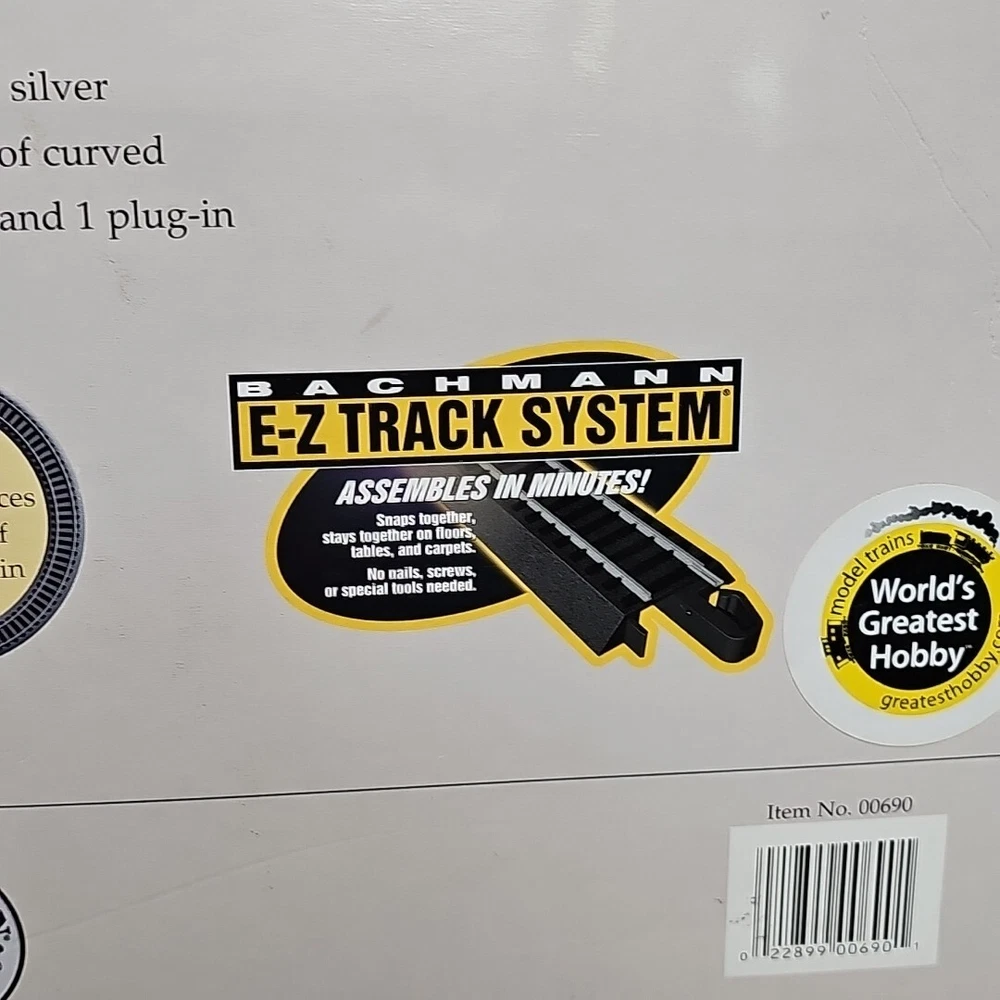 silver
of curved
and 1 plug-in
BACHMANN
E-Z TRACK SYSTEM®
ASSEMBLES IN MINUTES!
Snaps together,
stays together on floors,
tables, and carpets.
No nails, screws,
or special tools needed.
ces
f
in
model trains
World's
Greatest
Hobby™
greatesthobby.co
Item No. 00690
0 22899 00690 1